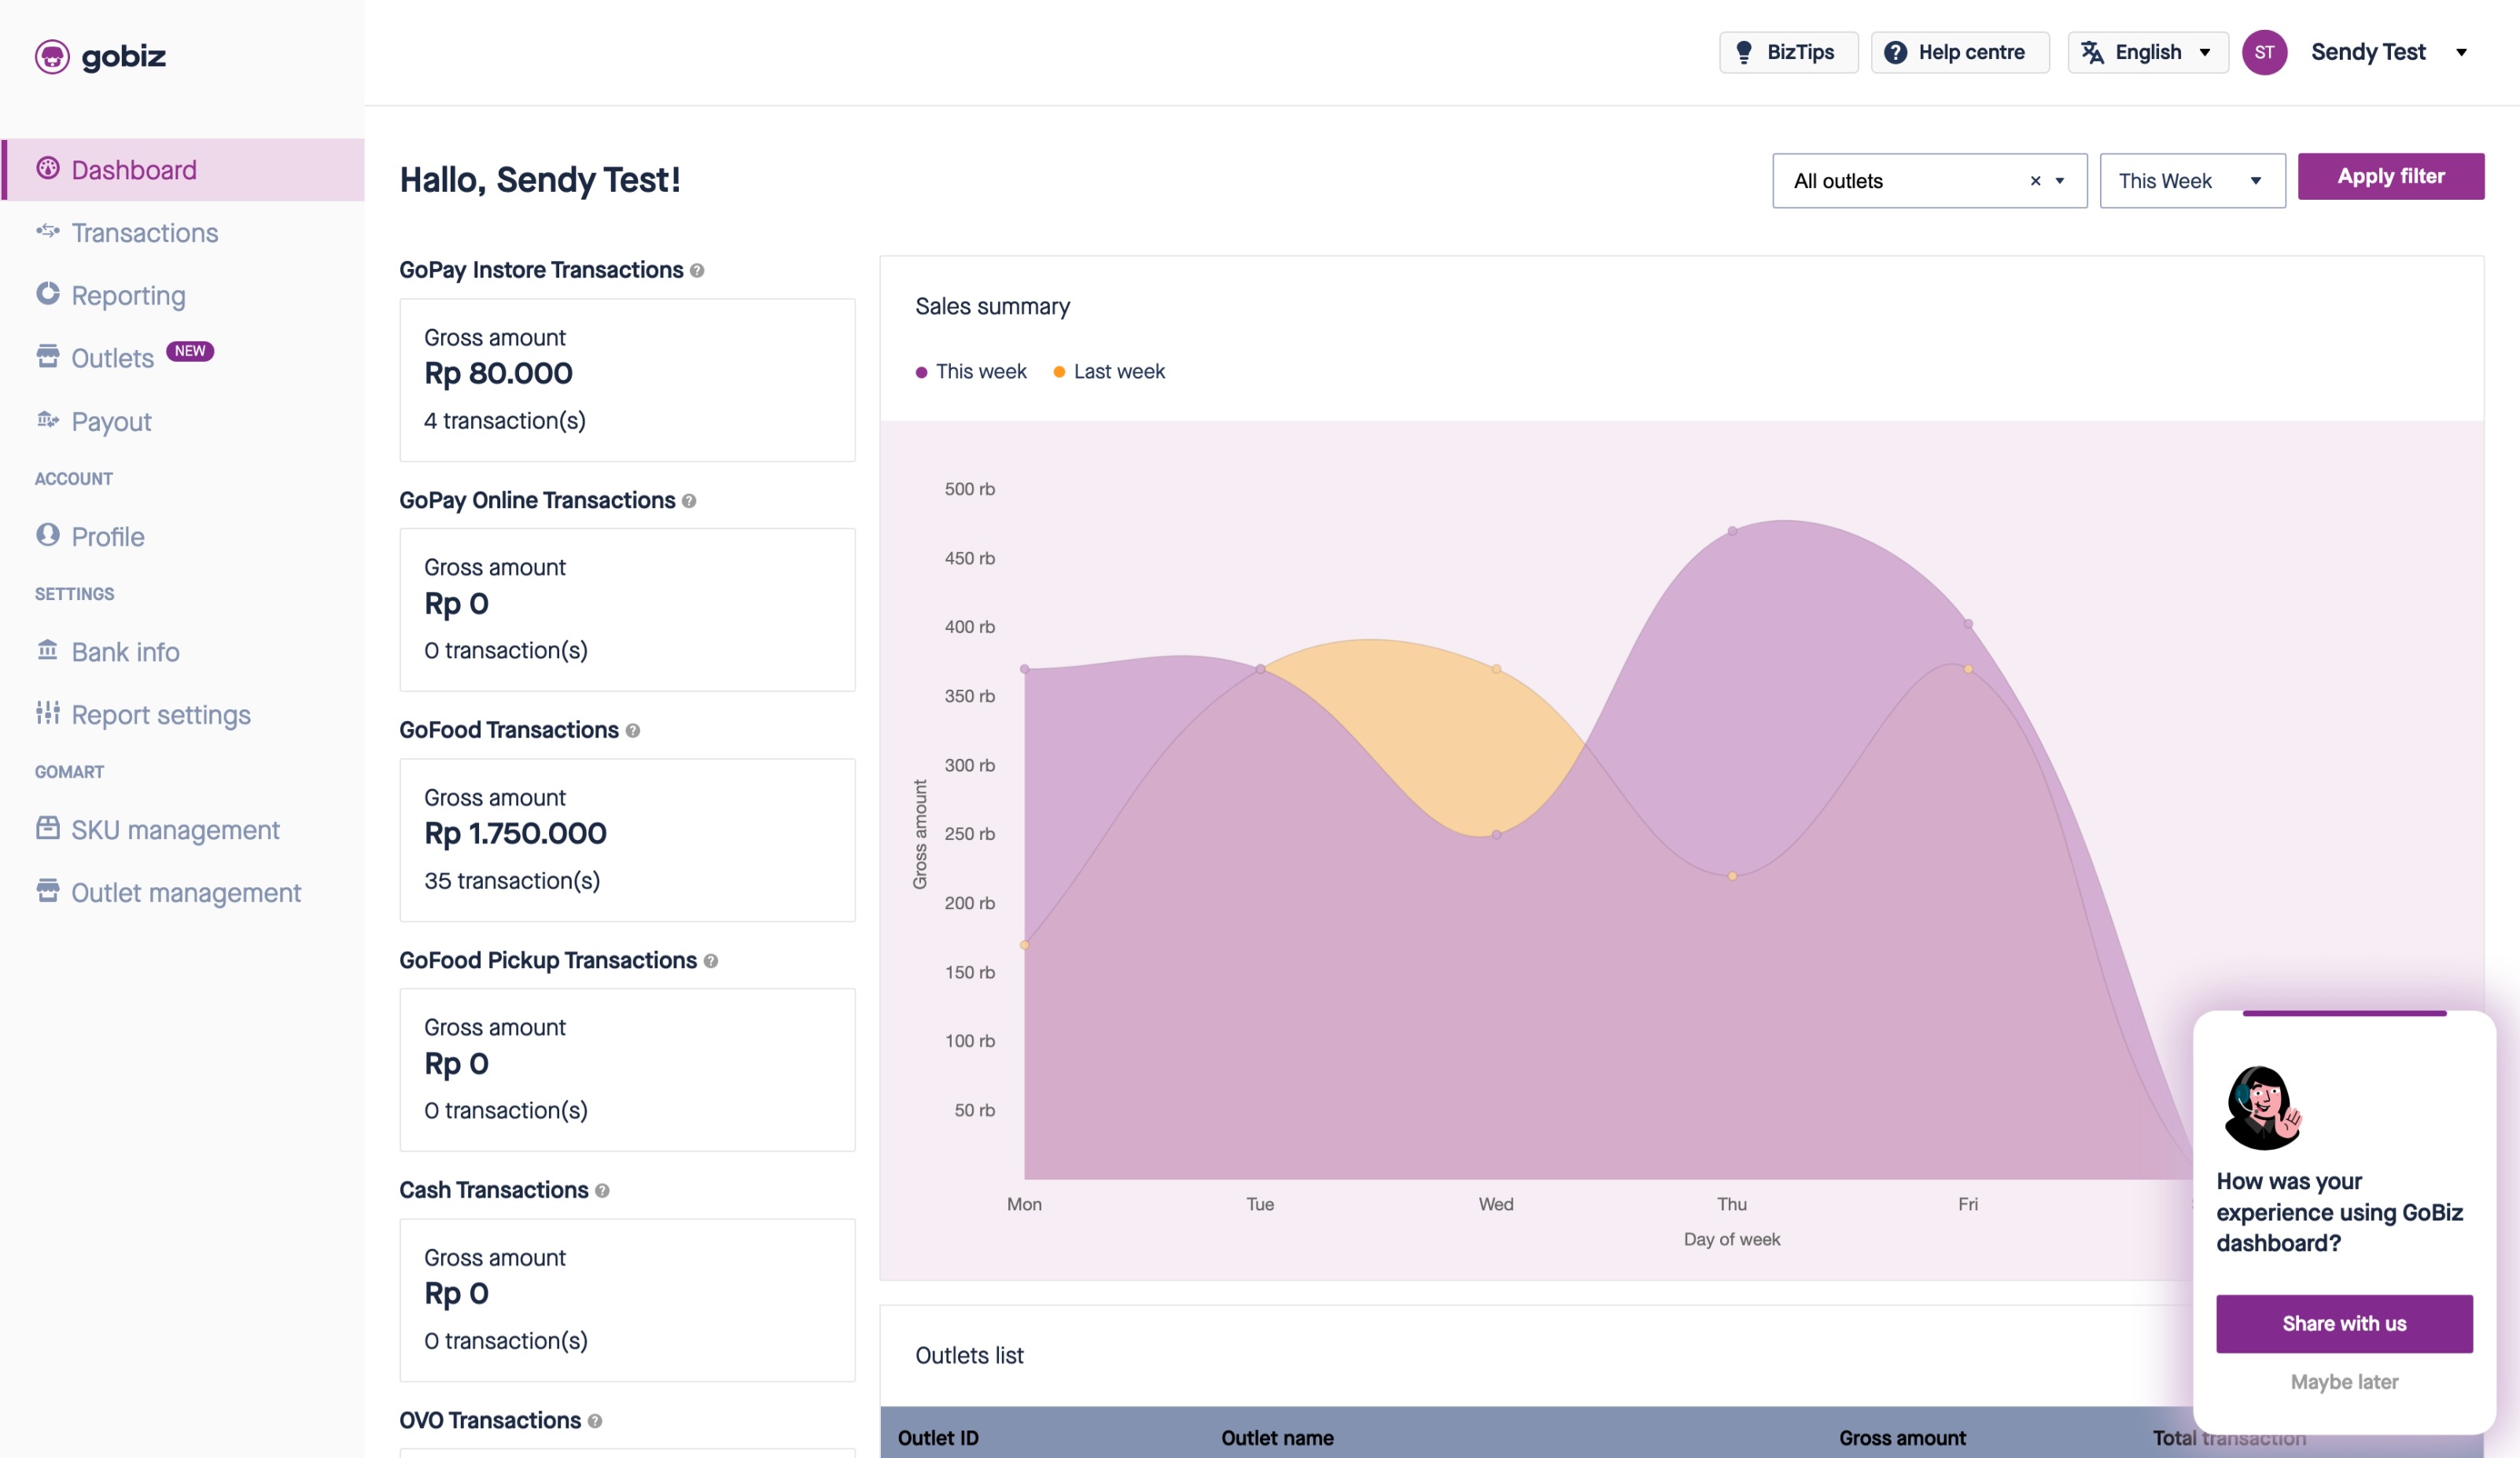 gobiz
BizTips
Help centre
English
ST
Sendy Test
Dashboard
Transactions
Reporting
Outlets NEW
Payout
ACCOUNT
Profile
SETTINGS
Bank info
Report settings
GOMART
SKU management
Outlet management
Hallo, Sendy Test!
All outlets
This Week
Apply filter
GoPay Instore Transactions
Gross amount
Rp 80.000
4 transaction(s)
GoPay Online Transactions
Gross amount
Rp 0
0 transaction(s)
GoFood Transactions
Gross amount
Rp 1.750.000
35 transaction(s)
GoFood Pickup Transactions
Gross amount
Rp 0
0 transaction(s)
Cash Transactions
Gross amount
Rp 0
0 transaction(s)
OVO Transactions
Sales summary
This week
Last week
500 rb
450 rb
400 rb
350 rb
300 rb
250 rb
200 rb
150 rb
100 rb
50 rb
Gross amount
Mon Tue Wed Thu Fri
Day of week
Outlets list
Outlet ID Outlet name Gross amount Total transaction
How was your
experience using GoBiz
dashboard?
Share with us
Maybe later